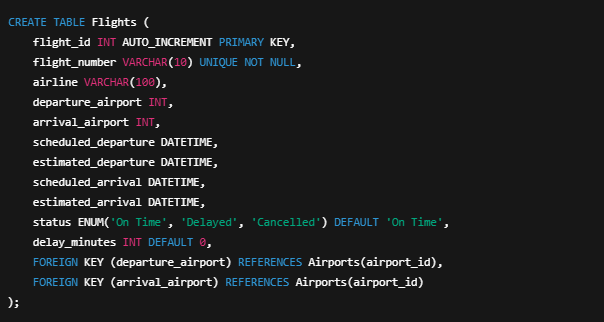 CREATE TABLE Flights (
    flight_id INT AUTO_INCREMENT PRIMARY KEY,
    flight_number VARCHAR(10) UNIQUE NOT NULL,
    airline VARCHAR(100),
    departure_airport INT,
    arrival_airport INT,
    scheduled_departure DATETIME,
    estimated_departure DATETIME,
    scheduled_arrival DATETIME,
    estimated_arrival DATETIME,
    status ENUM('On Time', 'Delayed', 'Cancelled') DEFAULT 'On Time',
    delay_minutes INT DEFAULT 0,
    FOREIGN KEY (departure_airport) REFERENCES Airports(airport_id),
    FOREIGN KEY (arrival_airport) REFERENCES Airports(airport_id)
);